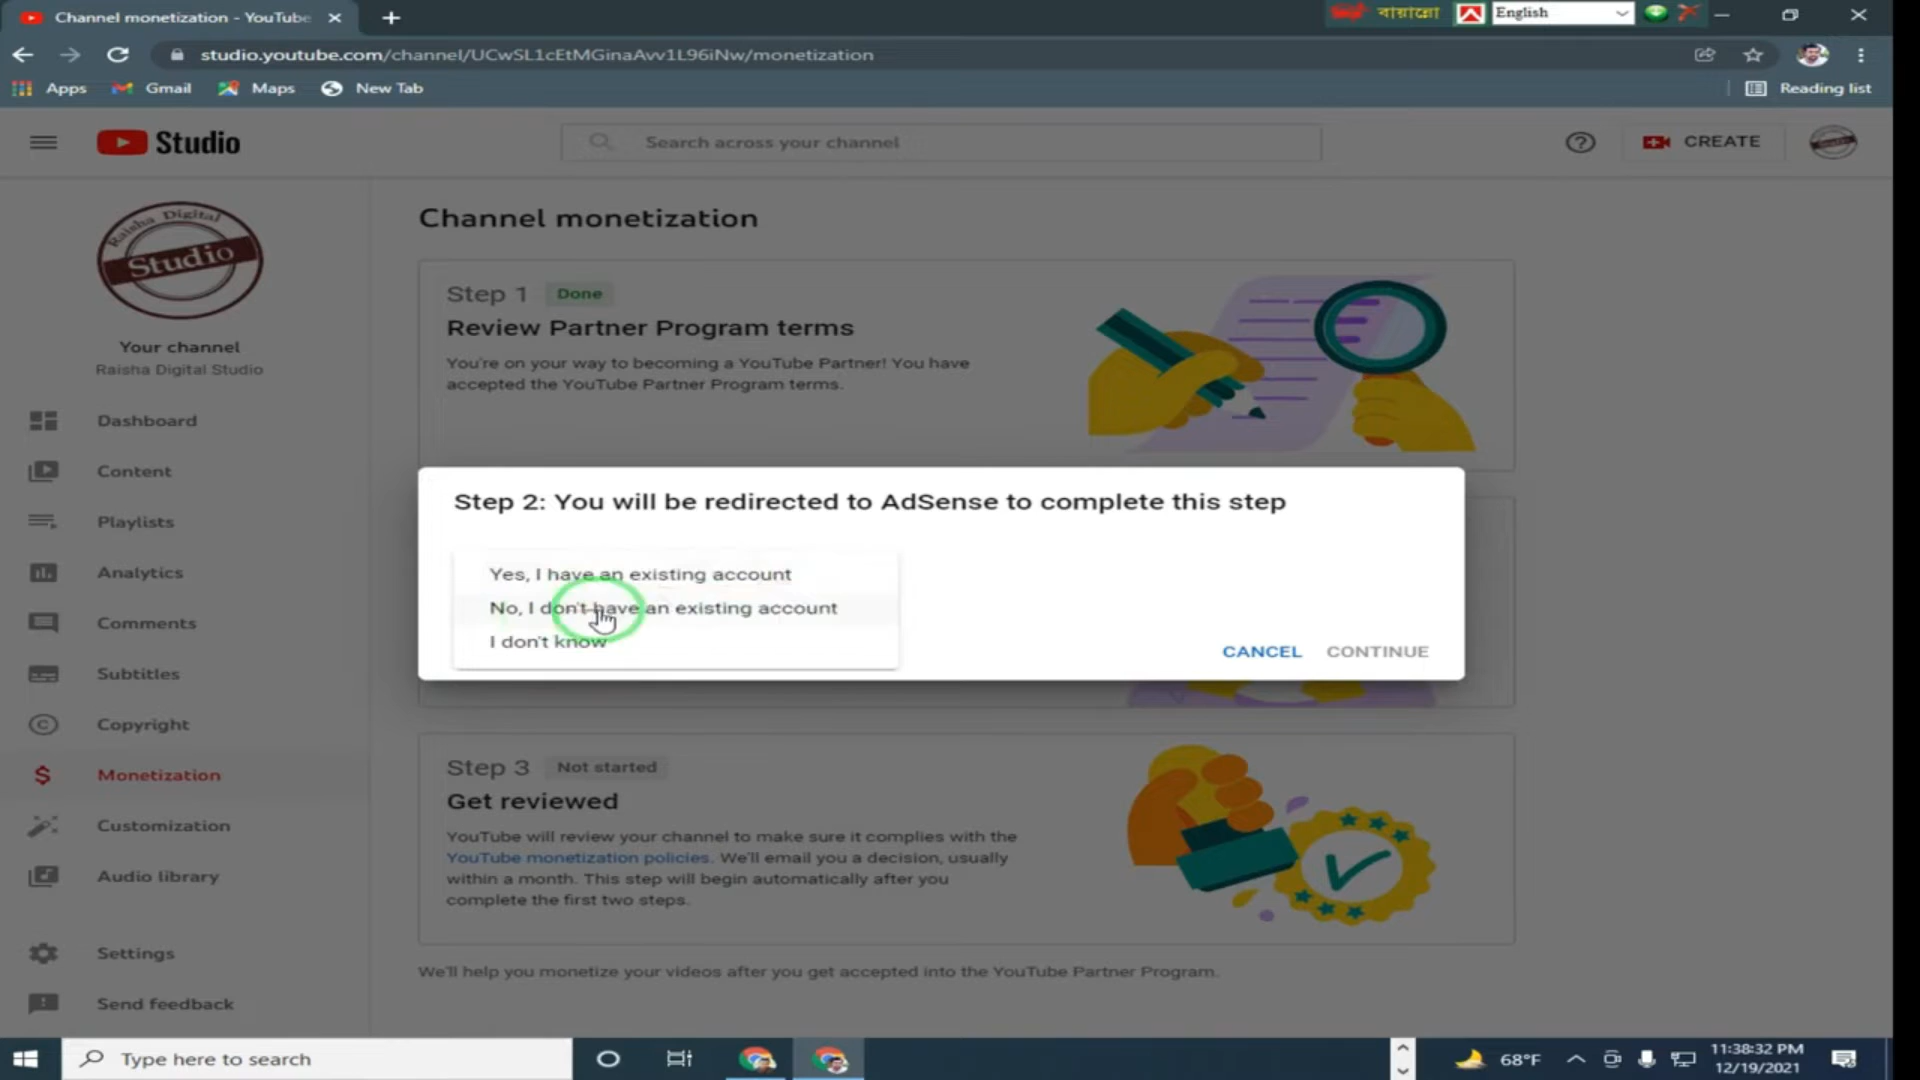 Channel monetization - YouTube
বায়ান্নো
English
studio.youtube.com/channel/UCwSL1cEtMGinaAvv1L96iNw/monetization
Apps
Gmail
Maps
New Tab
Reading list
Studio
Search across your channel
CREATE
Raisha Digital
Studio
Your channel
Raisha Digital Studio
Dashboard
Content
Playlists
Analytics
Comments
Subtitles
Copyright
Monetization
Customization
Audio library
Settings
Send feedback
Channel monetization
Step 1 Done
Review Partner Program terms
You're on your way to becoming a YouTube Partner! You have
accepted the YouTube Partner Program terms.
Step 2: You will be redirected to AdSense to complete this step
Yes, I have an existing account
No, I don't have an existing account
I don't know
CANCEL CONTINUE
Step 3 Not started
Get reviewed
YouTube will review your channel to make sure it complies with the
YouTube monetization policies. We'll email you a decision, usually
within a month. This step will begin automatically after you
complete the first two steps.
We'll help you monetize your videos after you get accepted into the YouTube Partner Program.
Type here to search
68°F
11:38:32 PM
12/19/2021